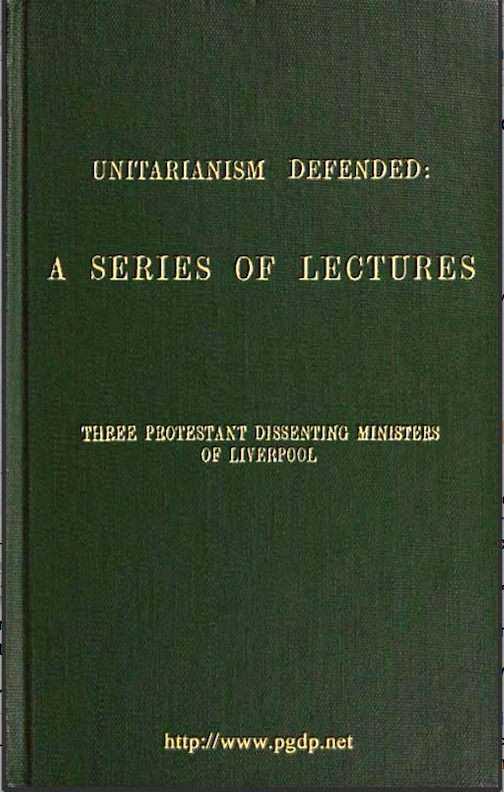 UNITARIANISM DEFENDED:
A SERIES OF LECTURES
THREE PROTESTANT DISSENTING MINISTERS
OF LIVERPOOL
http://www.pgdp.net